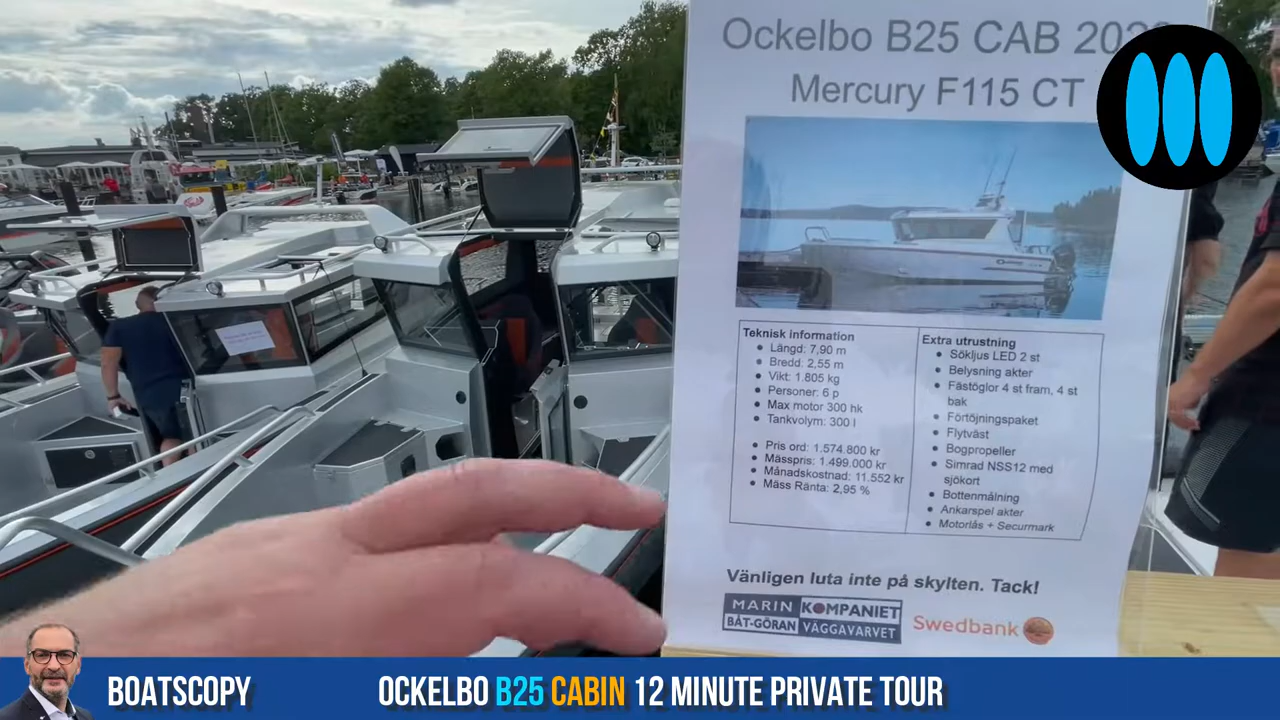 Ockelbo B25 CAB
Mercury F115 CT
Teknisk information
Längd: 7,90 m
Bredd: 2,55 m
Vikt: 1.805 kg
Personer: 6 p
Max motor 300 hk
Tankvolym: 300 l
Pris ord: 1.574.800 kr
Mässpris: 1.499.000 kr
Månadskostnad: 11.552 kr
Mäss Ränta: 2,95 %
Extra utrustning
Sökljus LED 2 st
Belysning akter
Fästöglor 4 st fram, 4 st
bak
Förtöjningspaket
Flytväst
Bogpropeller
Simrad NSS12 med
sjökort
Bottenmålning
Ankarspel akter
Motorlås + Securmark
Vänligen luta inte på skylten. Tack!
MARIN KOMPANIET
BÅT-GÖRAN VÄGGAVARVET
Swedbank
BOATSCOPY
OCKELBO B25 CABIN 12 MINUTE PRIVATE TOUR